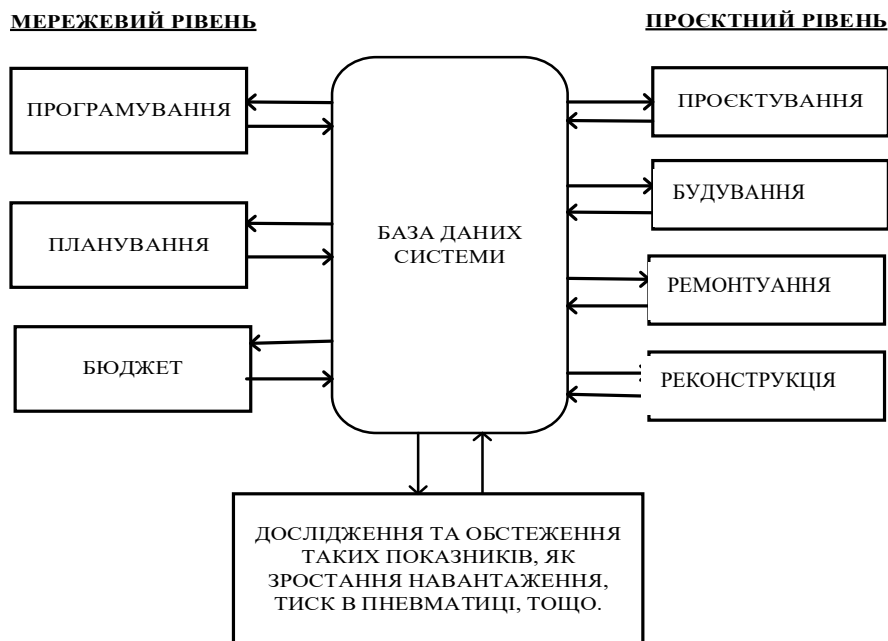 МЕРЕЖЕВИЙ РІВЕНЬ
ПРОГРАМУВАННЯ
ПЛАНУВАННЯ
БЮДЖЕТ
БАЗА ДАНИХ
СИСТЕМИ
ПРОЄКТНИЙ РІВЕНЬ
ПРОЄКТУВАННЯ
БУДУВАННЯ
РЕМОНТУАННЯ
РЕКОНСТРУКЦІЯ
ДОСЛІДЖЕННЯ ТА ОБСТЕЖЕННЯ
ТАКИХ ПОКАЗНИКІВ, ЯК
ЗРОСТАННЯ НАВАНТАЖЕННЯ,
ТИСК В ПНЕВМАТИЦІ, ТОЩО.